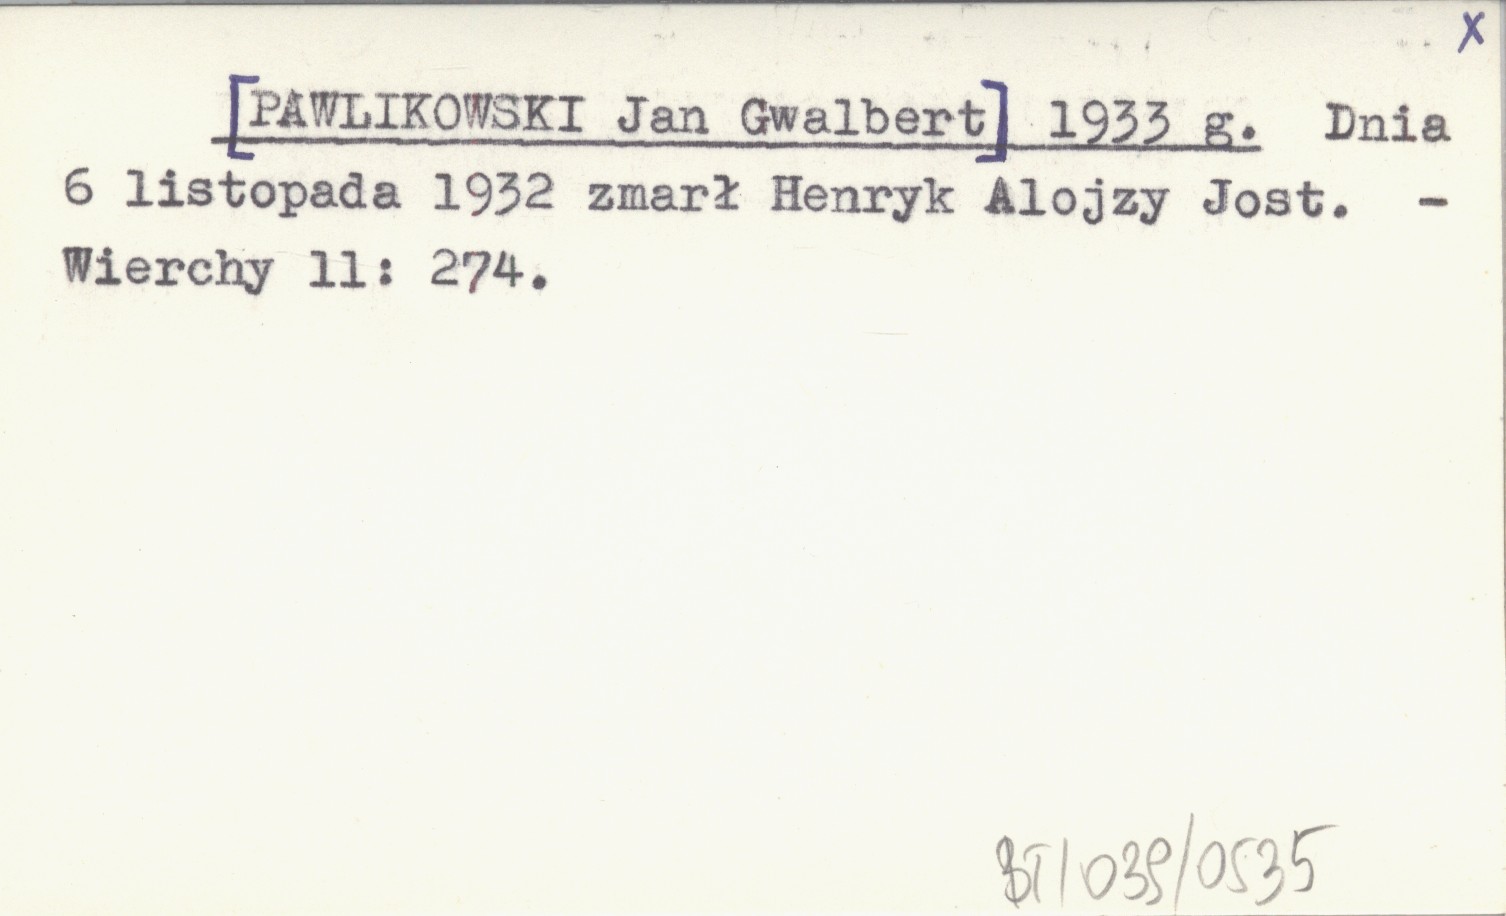 x
[PAWLIKOWSKI Jan Gwalbert] 1933 g. Dnia
6 listopada 1932 zmarł Henryk Alojzy Jost. -
Wierchy 11: 274.
BT/039/0535